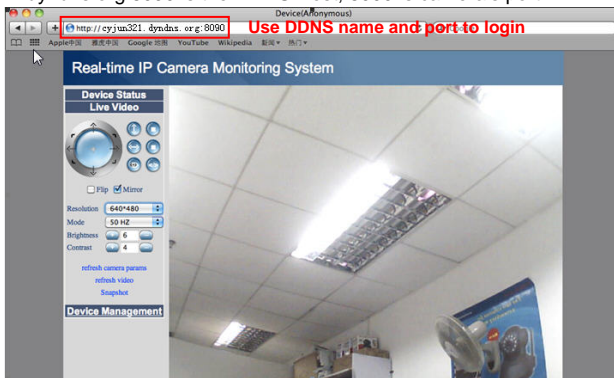 Device(Anonymous)
http://cyjun321.dyndns.org:8090
Use DDNS name and port to login
Apple中国 雅虎中国 Google 地图 YouTube Wikipedia 新闻 热门
Real-time IP Camera Monitoring System
Device Status
Live Video
Flip Mirror
Resolution 640*480
Mode 50 HZ
Brightness 6
Contrast 4
refresh camera params
refresh video
Snapshot
Device Management